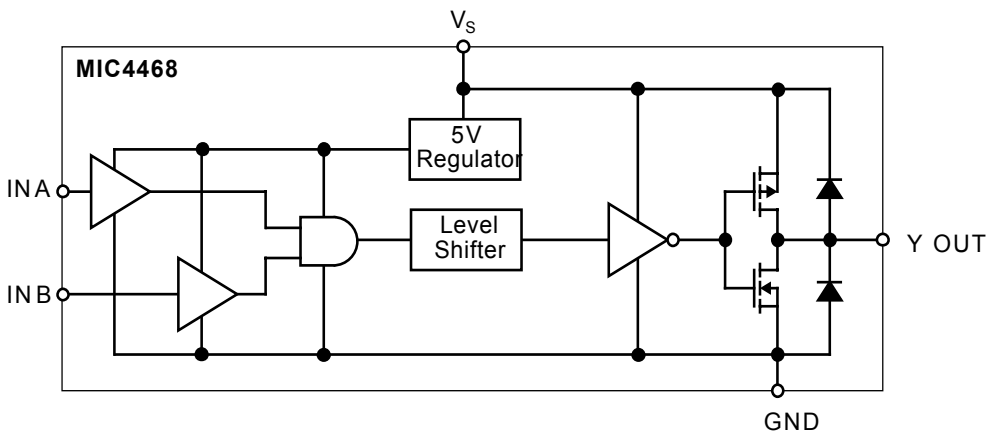 VS
MIC4468
5V
Regulator
INA
Level
Shifter
Y OUT
INB
GND